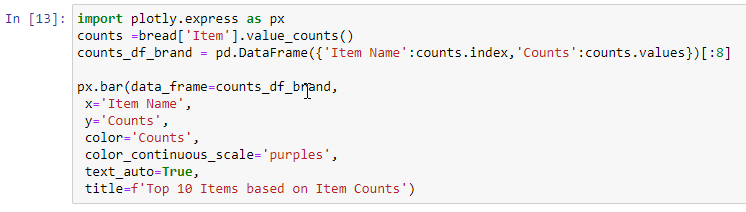 In [13]: import plotly.express as px
counts =bread['Item'].value_counts()
counts_df_brand = pd.DataFrame({'Item Name':counts.index,'Counts':counts.values})[:8]
px.bar(data_frame=counts_df_brand,
x='Item Name',
y='Counts',
color='Counts',
color_continuous_scale='purples',
text_auto=True,
title=f'Top 10 Items based on Item Counts')